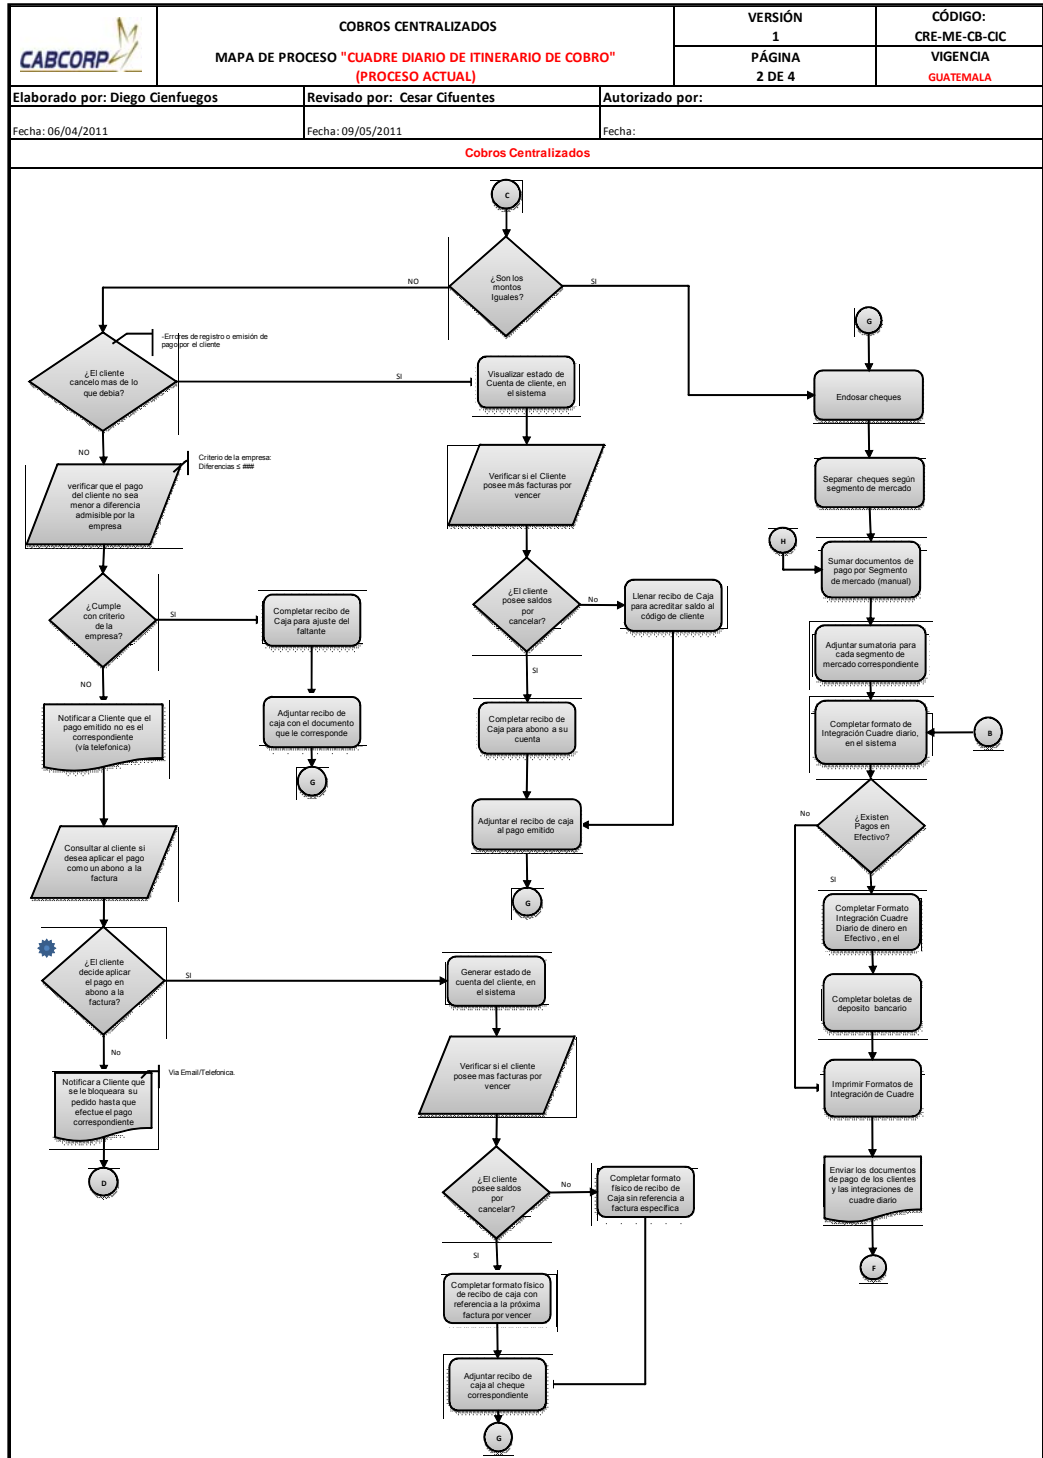 CABCORP
COBROS CENTRALIZADOS
MAPA DE PROCESO "CUADRE DIARIO DE ITINERARIO DE COBRO"
(PROCESO ACTUAL)
VERSIÓN
1
CÓDIGO:
CRE-ME-CB-CIC
PÁGINA
2 DE 4
VIGENCIA
GUATEMALA
Elaborado por: Diego Cienfuegos
Revisado por: Cesar Cifuentes
Autorizado por:
Fecha: 06/04/2011
Fecha: 09/05/2011
Fecha:
Cobros Centralizados
C
¿Son los
montos
Iguales?
NO
SI
-Errores de registro o emisión de
pago por el cliente
¿El cliente
cancelo mas de lo
que debia?
SI
NO
Criterio de la empresa:
Diferencias ≤ ###
verificar que el pago
del cliente no sea
menor a diferencia
admisible por la
empresa
¿Cumple
con criterio
de la
empresa?
SI
NO
Completar recibo de
Caja para ajuste del
faltante
Adjuntar recibo de
caja con el documento
que le corresponde
G
Notificar a Cliente que el
pago emitido no es el
correspondiente
(vía telefonica)
Consultar al cliente si
desea aplicar el pago
como un abono a la
factura
¿El cliente
decide aplicar
el pago en
abono a la
factura?
SI
No
Via Email/Telefonica.
Notificar a Cliente que
se le bloqueara su
pedido hasta que
efectue el pago
correspondiente
D
Visualizar estado de
Cuenta de cliente, en
el sistema
Verificar si el Cliente
posee más facturas por
vencer
¿El cliente
posee saldos
por
cancelar?
No
SI
Llenar recibo de Caja
para acreditar saldo al
código de cliente
Completar recibo de
Caja para abono a su
cuenta
Adjuntar el recibo de caja
al pago emitido
G
Generar estado de
cuenta del cliente, en
el sistema
Verificar si el cliente
posee mas facturas por
vencer
¿El cliente
posee saldos
por
cancelar?
No
SI
Completar formato
físico de recibo de
Caja sin referencia a
factura especifica
Completar formato físico
de recibo de caja con
referencia a la próxima
factura por vencer
Adjuntar recibo de
caja al cheque
correspondiente
G
G
Endosar cheques
Separar cheques según
segmento de mercado
H
Sumar documentos de
pago por Segmento
de mercado (manual)
Adjuntar sumatoria para
cada segmento de
mercado correspondiente
Completar formato de
Integración Cuadre diario,
en el sistema
B
¿Existen
Pagos en
Efectivo?
No
SI
Completar Formato
Integración Cuadre
Diario de dinero en
Efectivo , en el
Completar boletas de
deposito bancario
Imprimir Formatos de
Integración de Cuadre
Enviar los documentos
de pago de los clientes
y las integraciones de
cuadre diario
F